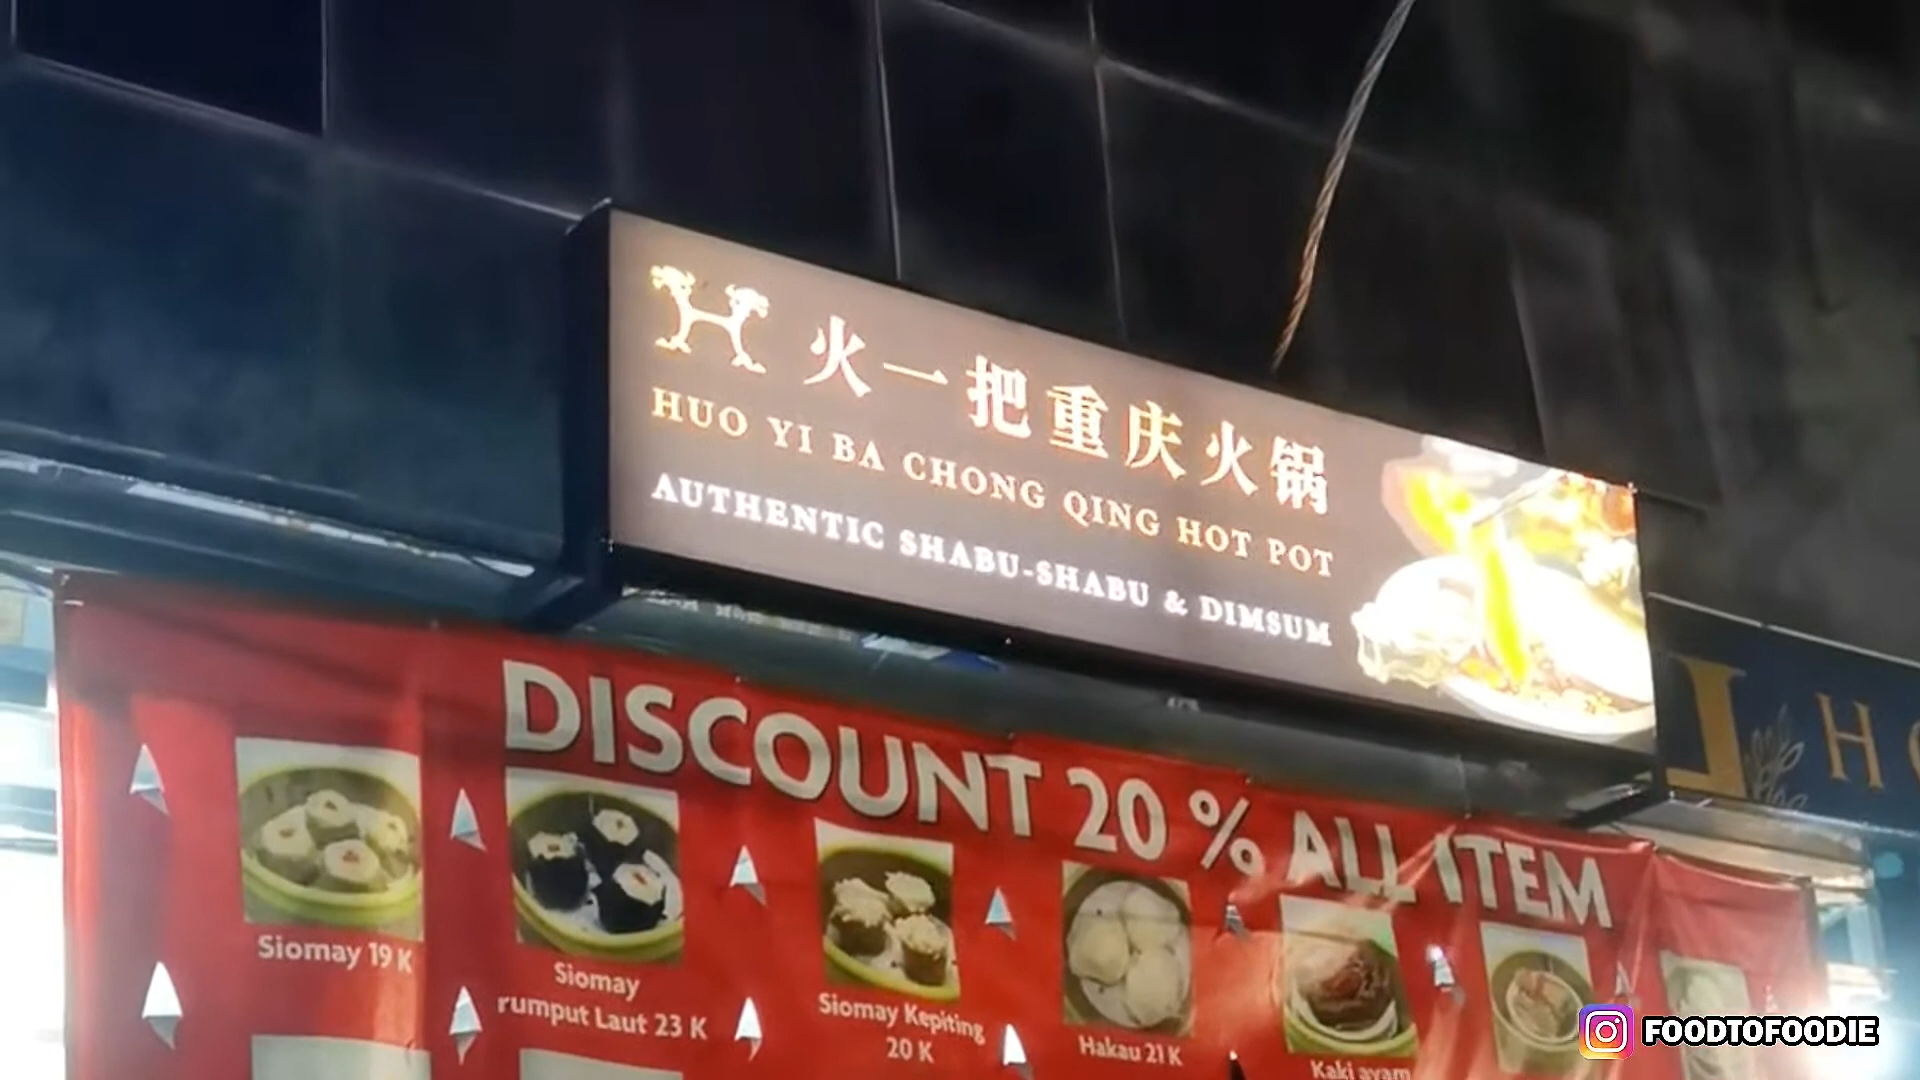 火一把重庆火锅
HUO YI BA CHONG QING HOT POT
AUTHENTIC SHABU-SHABU & DIMSUM
DISCOUNT 20 % ALL ITEM
Siomay 19 K
Siomay
rumput Laut 23 K
Siomay Kepiting
20 K
Hakau 21 K
Kaki ayam
H
FOODTOFOODIE